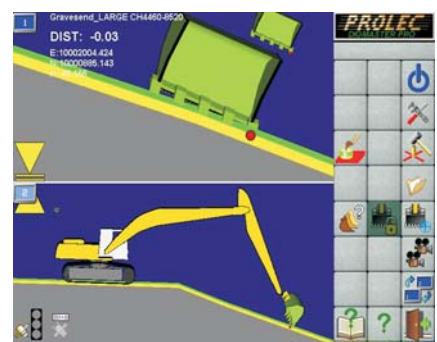 1
Gravesend_LARGE CH4460-8520
DIST: -0.03
E:10002004.424
N:10000885.143
PROLEC
DIGMASTER PRO
2
?
?
?